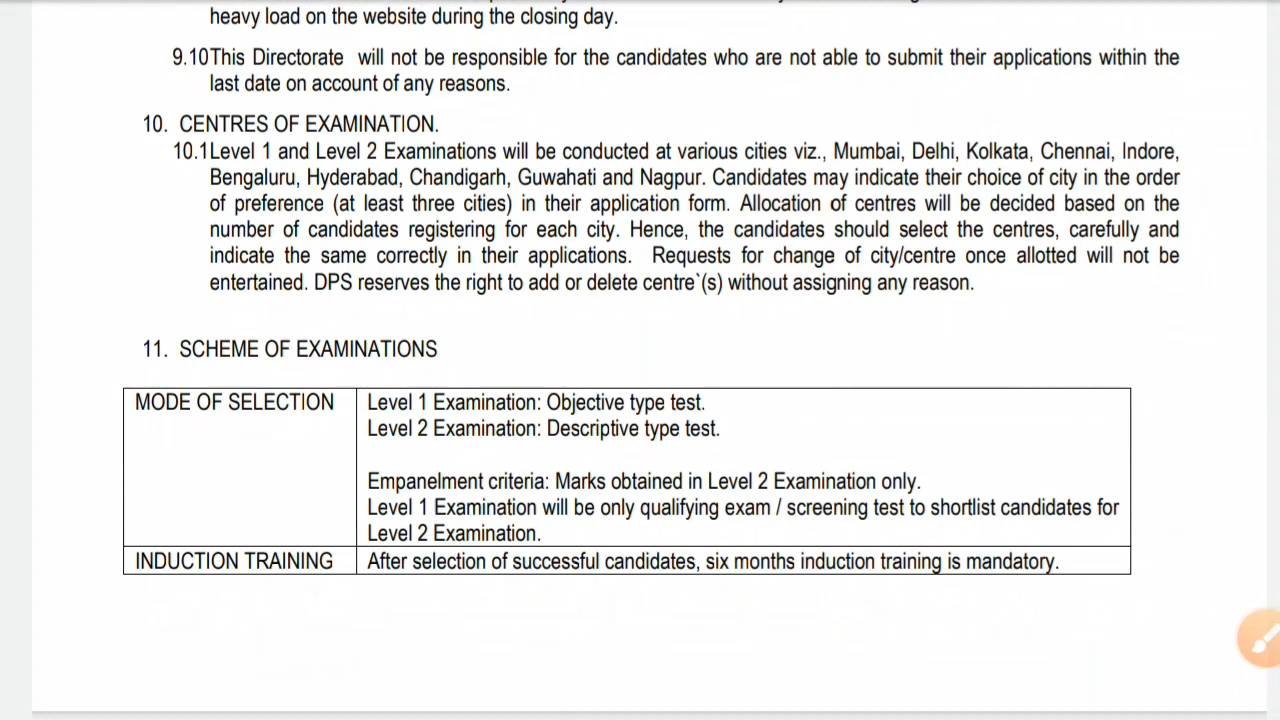 heavy load on the website during the closing day.
9.10This Directorate will not be responsible for the candidates who are not able to submit their applications within the
last date on account of any reasons.
10. CENTRES OF EXAMINATION.
10.1Level 1 and Level 2 Examinations will be conducted at various cities viz., Mumbai, Delhi, Kolkata, Chennai, Indore,
Bengaluru, Hyderabad, Chandigarh, Guwahati and Nagpur. Candidates may indicate their choice of city in the order
of preference (at least three cities) in their application form. Allocation of centres will be decided based on the
number of candidates registering for each city. Hence, the candidates should select the centres, carefully and
indicate the same correctly in their applications. Requests for change of city/centre once allotted will not be
entertained. DPS reserves the right to add or delete centre`(s) without assigning any reason.
11. SCHEME OF EXAMINATIONS
MODE OF SELECTION
Level 1 Examination: Objective type test.
Level 2 Examination: Descriptive type test.
Empanelment criteria: Marks obtained in Level 2 Examination only.
Level 1 Examination will be only qualifying exam / screening test to shortlist candidates for
Level 2 Examination.
INDUCTION TRAINING
After selection of successful candidates, six months induction training is mandatory.